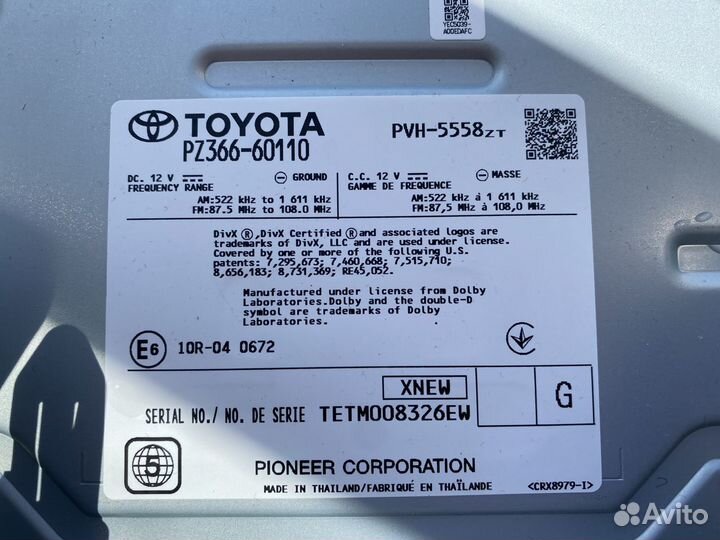 YEC5039-
A00EDAFC
TOYOTA
PZ366-60110
PVH-5558ZT
DC. 12 V ⎓ ⊖ GROUND
FREQUENCY RANGE
AM:522 kHz to 1 611 kHz
FM:87.5 MHz to 108.0 MHz
C.C. 12 V ⎓ ⊖ MASSE
GAMME DE FREQUENCE
AM:522 kHz à 1 611 kHz
FM:87,5 MHz à 108,0 MHz
DivX ®,DivX Certified ® and associated logos are
trademarks of DivX, LLC and are used under license.
Covered by one or more of the following U.S.
patents: 7,295,673; 7,460,668; 7,515,710;
8,656,183; 8,731,369; RE45,052.
Manufactured under license from Dolby
Laboratories.Dolby and the double-D
symbol are trademarks of Dolby
Laboratories.
E6 10R-04 0672
XNEW
G
SERIAL NO./ NO. DE SERIE TETM008326EW
5
PIONEER CORPORATION
MADE IN THAILAND/FABRIQUÉ EN THAÏLANDE
<CRX8979-I>
Avito